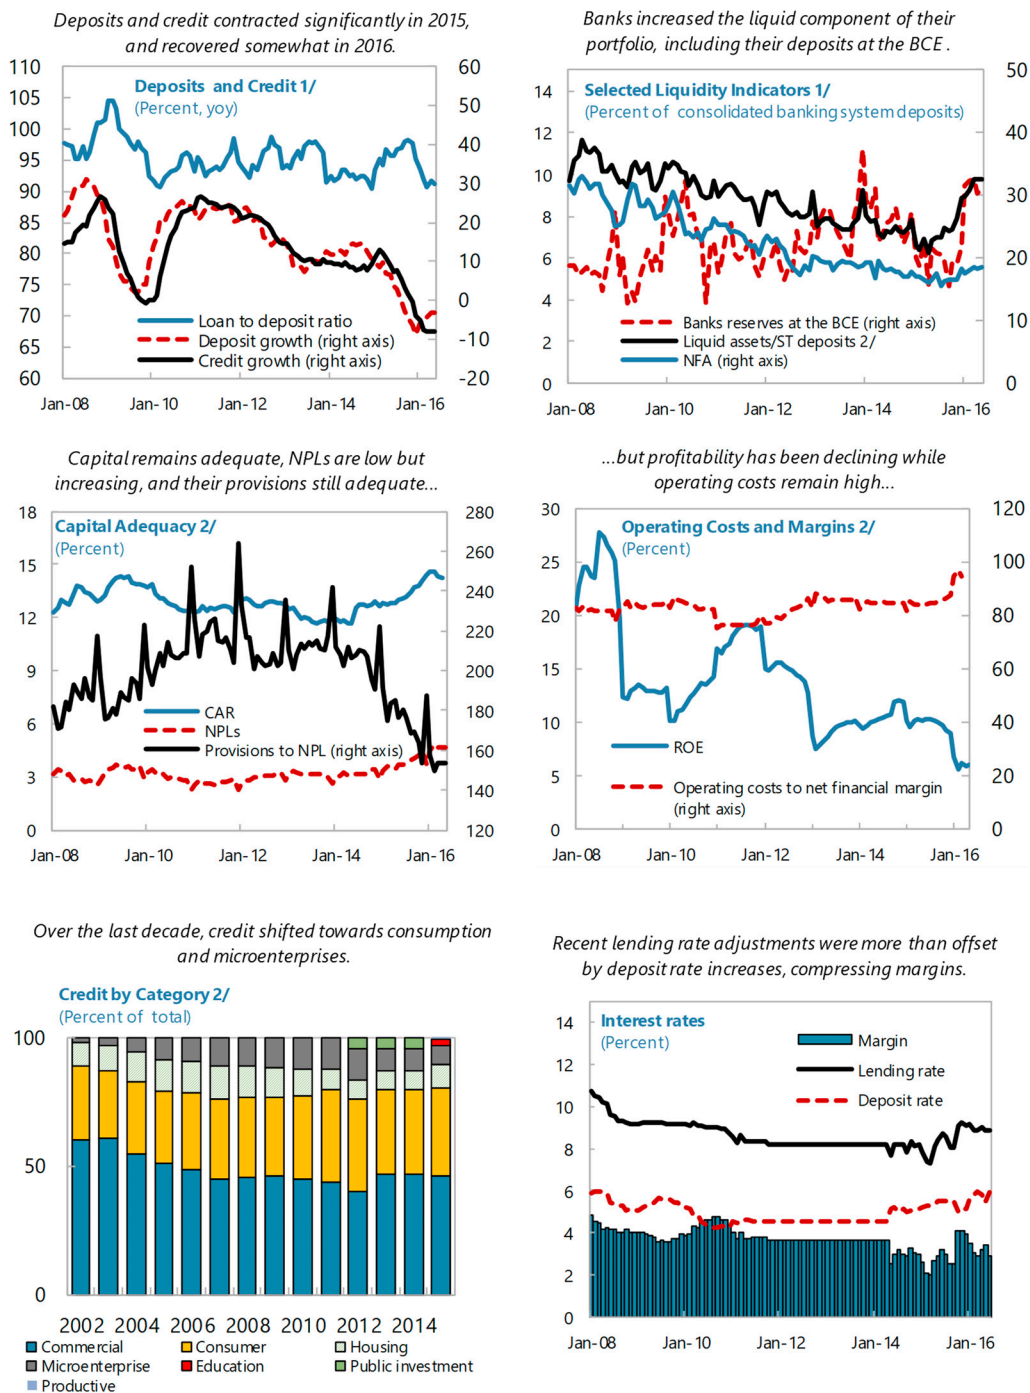 Deposits and credit contracted significantly in 2015,
and recovered somewhat in 2016.
Deposits and Credit 1/
(Percent, yoy)
110
105
100
95
90
85
80
75
70
65
60
60
50
40
30
20
10
0
-10
-20
Loan to deposit ratio
Deposit growth (right axis)
Credit growth (right axis)
Jan-08 Jan-10 Jan-12 Jan-14 Jan-16
Banks increased the liquid component of their
portfolio, including their deposits at the BCE .
Selected Liquidity Indicators 1/
(Percent of consolidated banking system deposits)
14
12
10
8
6
4
2
0
50
40
30
20
10
0
Banks reserves at the BCE (right axis)
Liquid assets/ST deposits 2/
NFA (right axis)
Jan-08 Jan-10 Jan-12 Jan-14 Jan-16
Capital remains adequate, NPLs are low but
increasing, and their provisions still adequate...
Capital Adequacy 2/
(Percent)
18
15
12
9
6
3
0
280
260
240
220
200
180
160
140
120
CAR
NPLs
Provisions to NPL (right axis)
Jan-08 Jan-10 Jan-12 Jan-14 Jan-16
...but profitability has been declining while
operating costs remain high...
Operating Costs and Margins 2/
(Percent)
30
25
20
15
10
5
0
120
100
80
60
40
20
0
ROE
Operating costs to net financial margin
(right axis)
Jan-08 Jan-10 Jan-12 Jan-14 Jan-16
Over the last decade, credit shifted towards consumption
and microenterprises.
Credit by Category 2/
(Percent of total)
100
50
0
2002 2004 2006 2008 2010 2012 2014
Commercial Consumer Housing
Microenterprise Education Public investment
Productive
Recent lending rate adjustments were more than offset
by deposit rate increases, compressing margins.
Interest rates
(Percent)
14
12
10
8
6
4
2
0
Margin
Lending rate
Deposit rate
Jan-08 Jan-10 Jan-12 Jan-14 Jan-16